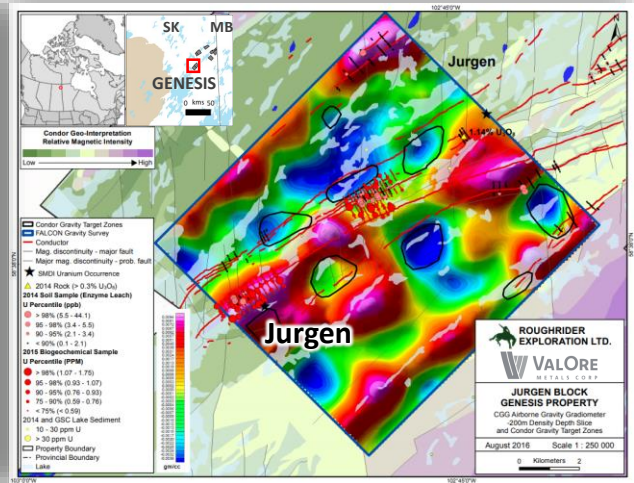 102°45'0"W
SK
MB
GENESIS
0 kms 50
Jurgen
1.14% U₃O₈
Condor Geo-Interpretation
Relative Magnetic Intensity
Low High
Condor Gravity Target Zones
FALCON Gravity Survey
Conductor
Mag. discontinuity - major fault
Major mag. discontinuity - prob. fault
SMDI Uranium Occurrence
2014 Rock (> 0.3% U₃O₈)
2014 Soil Sample (Enzyme Leach)
U Percentile (ppb)
> 98% (5.5 - 44.1)
95 - 98% (3.4 - 5.5)
90 - 95% (2.1 - 3.4)
< 90% (0.1 - 2.1)
2015 Biogeochemical Sample
U Percentile (PPM)
> 98% (1.07 - 1.75)
95 - 98% (0.93 - 1.07)
90 - 95% (0.76 - 0.93)
75 - 90% (0.59 - 0.76)
< 75% (< 0.59)
2014 and GSC Lake Sediment
10 - 30 ppm U
> 30 ppm U
Property Boundary
Provincial Boundary
Lake
gm/cc
Jurgen
ROUGHRIDER
EXPLORATION LTD.
VALORE
METALS CORP
JURGEN BLOCK
GENESIS PROPERTY
CGG Airborne Gravity Gradiometer
-200m Density Depth Slice
and Condor Gravity Target Zones
August 2016 Scale 1 : 250 000
0 Kilometers 2
103°0'0"W
102°45'0"W